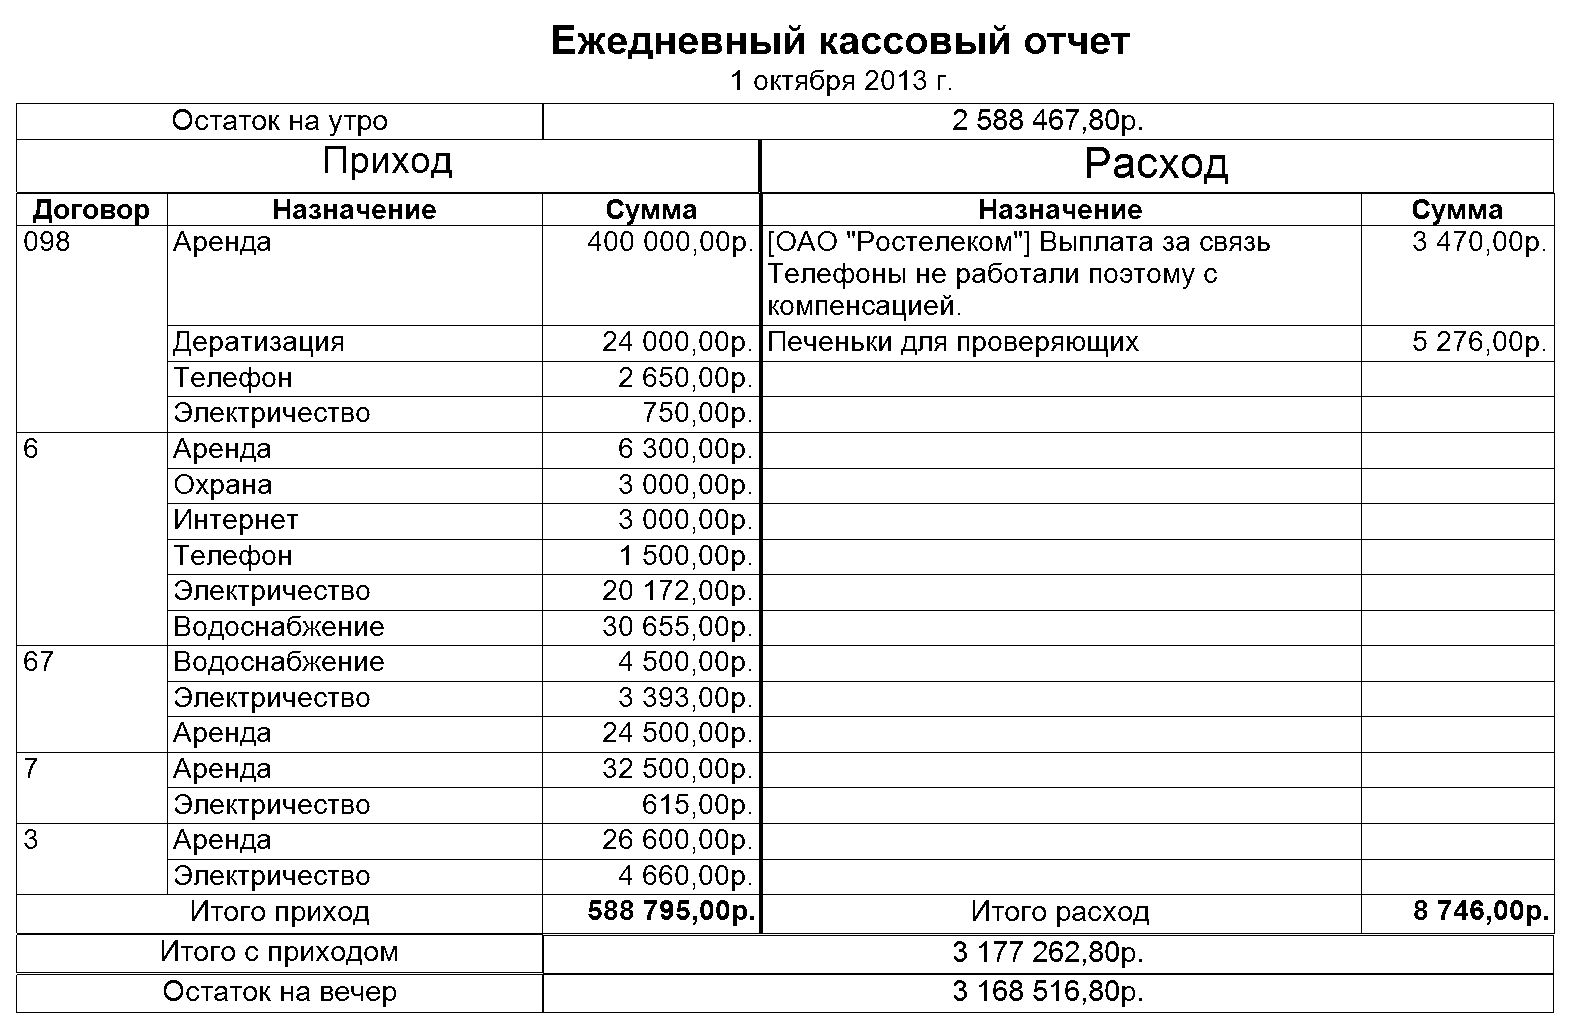 Ежедневный кассовый отчет
1 октября 2013 г.
Остаток на утро 2 588 467,80р.
Приход Расход
Договор Назначение Сумма Назначение Сумма
098 Аренда 400 000,00р. [ОАО "Ростелеком"] Выплата за связь 3 470,00р.
Телефоны не работали поэтому с
компенсацией.
Дератизация 24 000,00р. Печеньки для проверяющих 5 276,00р.
Телефон 2 650,00р.
Электричество 750,00р.
6 Аренда 6 300,00р.
Охрана 3 000,00р.
Интернет 3 000,00р.
Телефон 1 500,00р.
Электричество 20 172,00р.
Водоснабжение 30 655,00р.
67 Водоснабжение 4 500,00р.
Электричество 3 393,00р.
Аренда 24 500,00р.
7 Аренда 32 500,00р.
Электричество 615,00р.
3 Аренда 26 600,00р.
Электричество 4 660,00р.
Итого приход 588 795,00р. Итого расход 8 746,00р.
Итого с приходом 3 177 262,80р.
Остаток на вечер 3 168 516,80р.